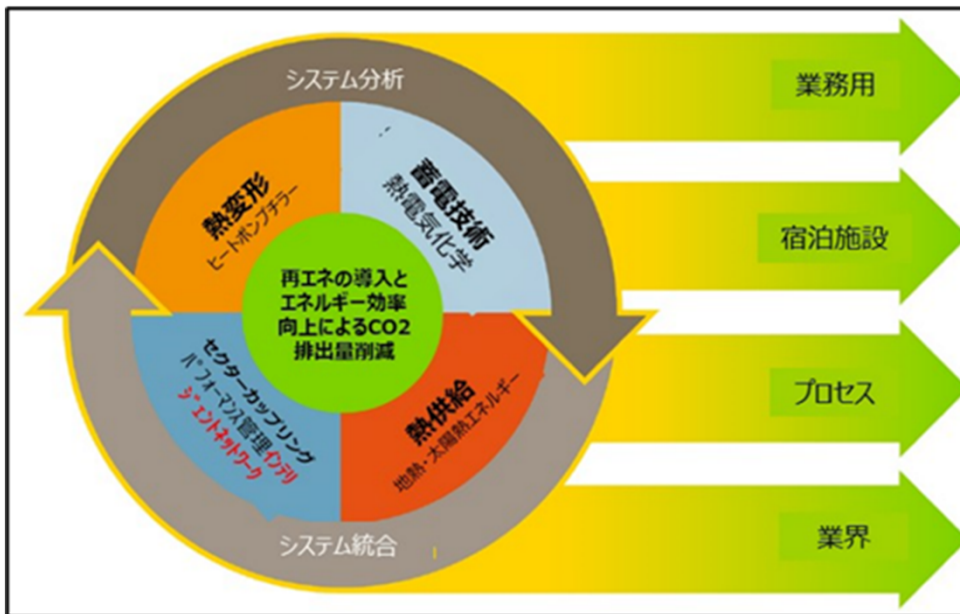 システム分析
熱変形
ヒートポンプチラー
蓄電技術
熱電気化学
再エネの導入と
エネルギー効率
向上によるCO2
排出量削減
セクターカップリング
パフォーマンス管理インテリ
ジェントネットワーク
熱供給
地熱・太陽熱エネルギー
システム統合
業務用
宿泊施設
プロセス
業界